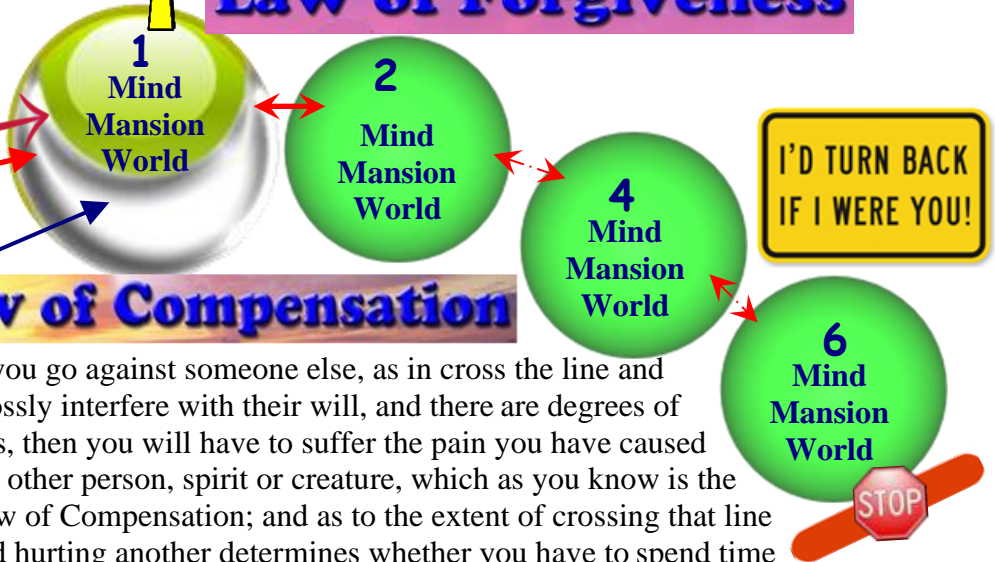 Law of Forgiveness
1
Mind
Mansion
World
2
Mind
Mansion
World
4
Mind
Mansion
World
6
Mind
Mansion
World
I'D TURN BACK
IF I WERE YOU!
STOP
of Compensation
you go against someone else, as in cross the line and
interfere with their will, and there are degrees of
then you will have to suffer the pain you have caused
other person, spirit or creature, which as you know is the
of Compensation; and as to the extent of crossing that line
hurting another determines whether you have to spend time